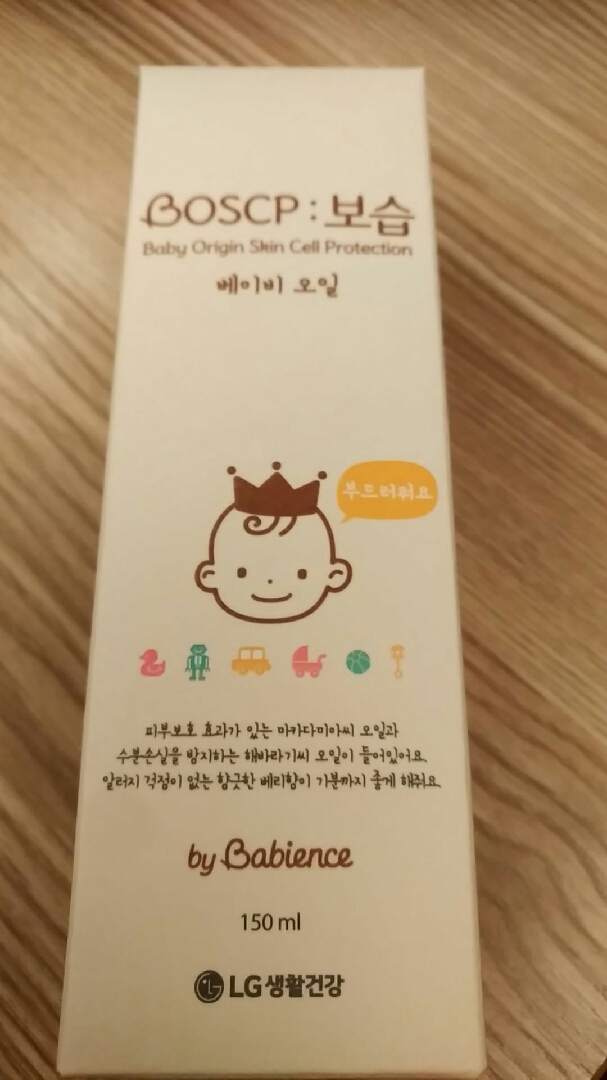 BOSCP : 보습
Baby Origin Skin Cell Protection
베이비 오일
부드러워요
피부보호 효과가 있는 마카다미아씨 오일과
수분손실을 방지하는 해바라기씨 오일이 들어있어요.
알러지 걱정이 없는 향긋한 베리향이 기분까지 좋게 해줘요.
by Babience
150 ml
LG생활건강